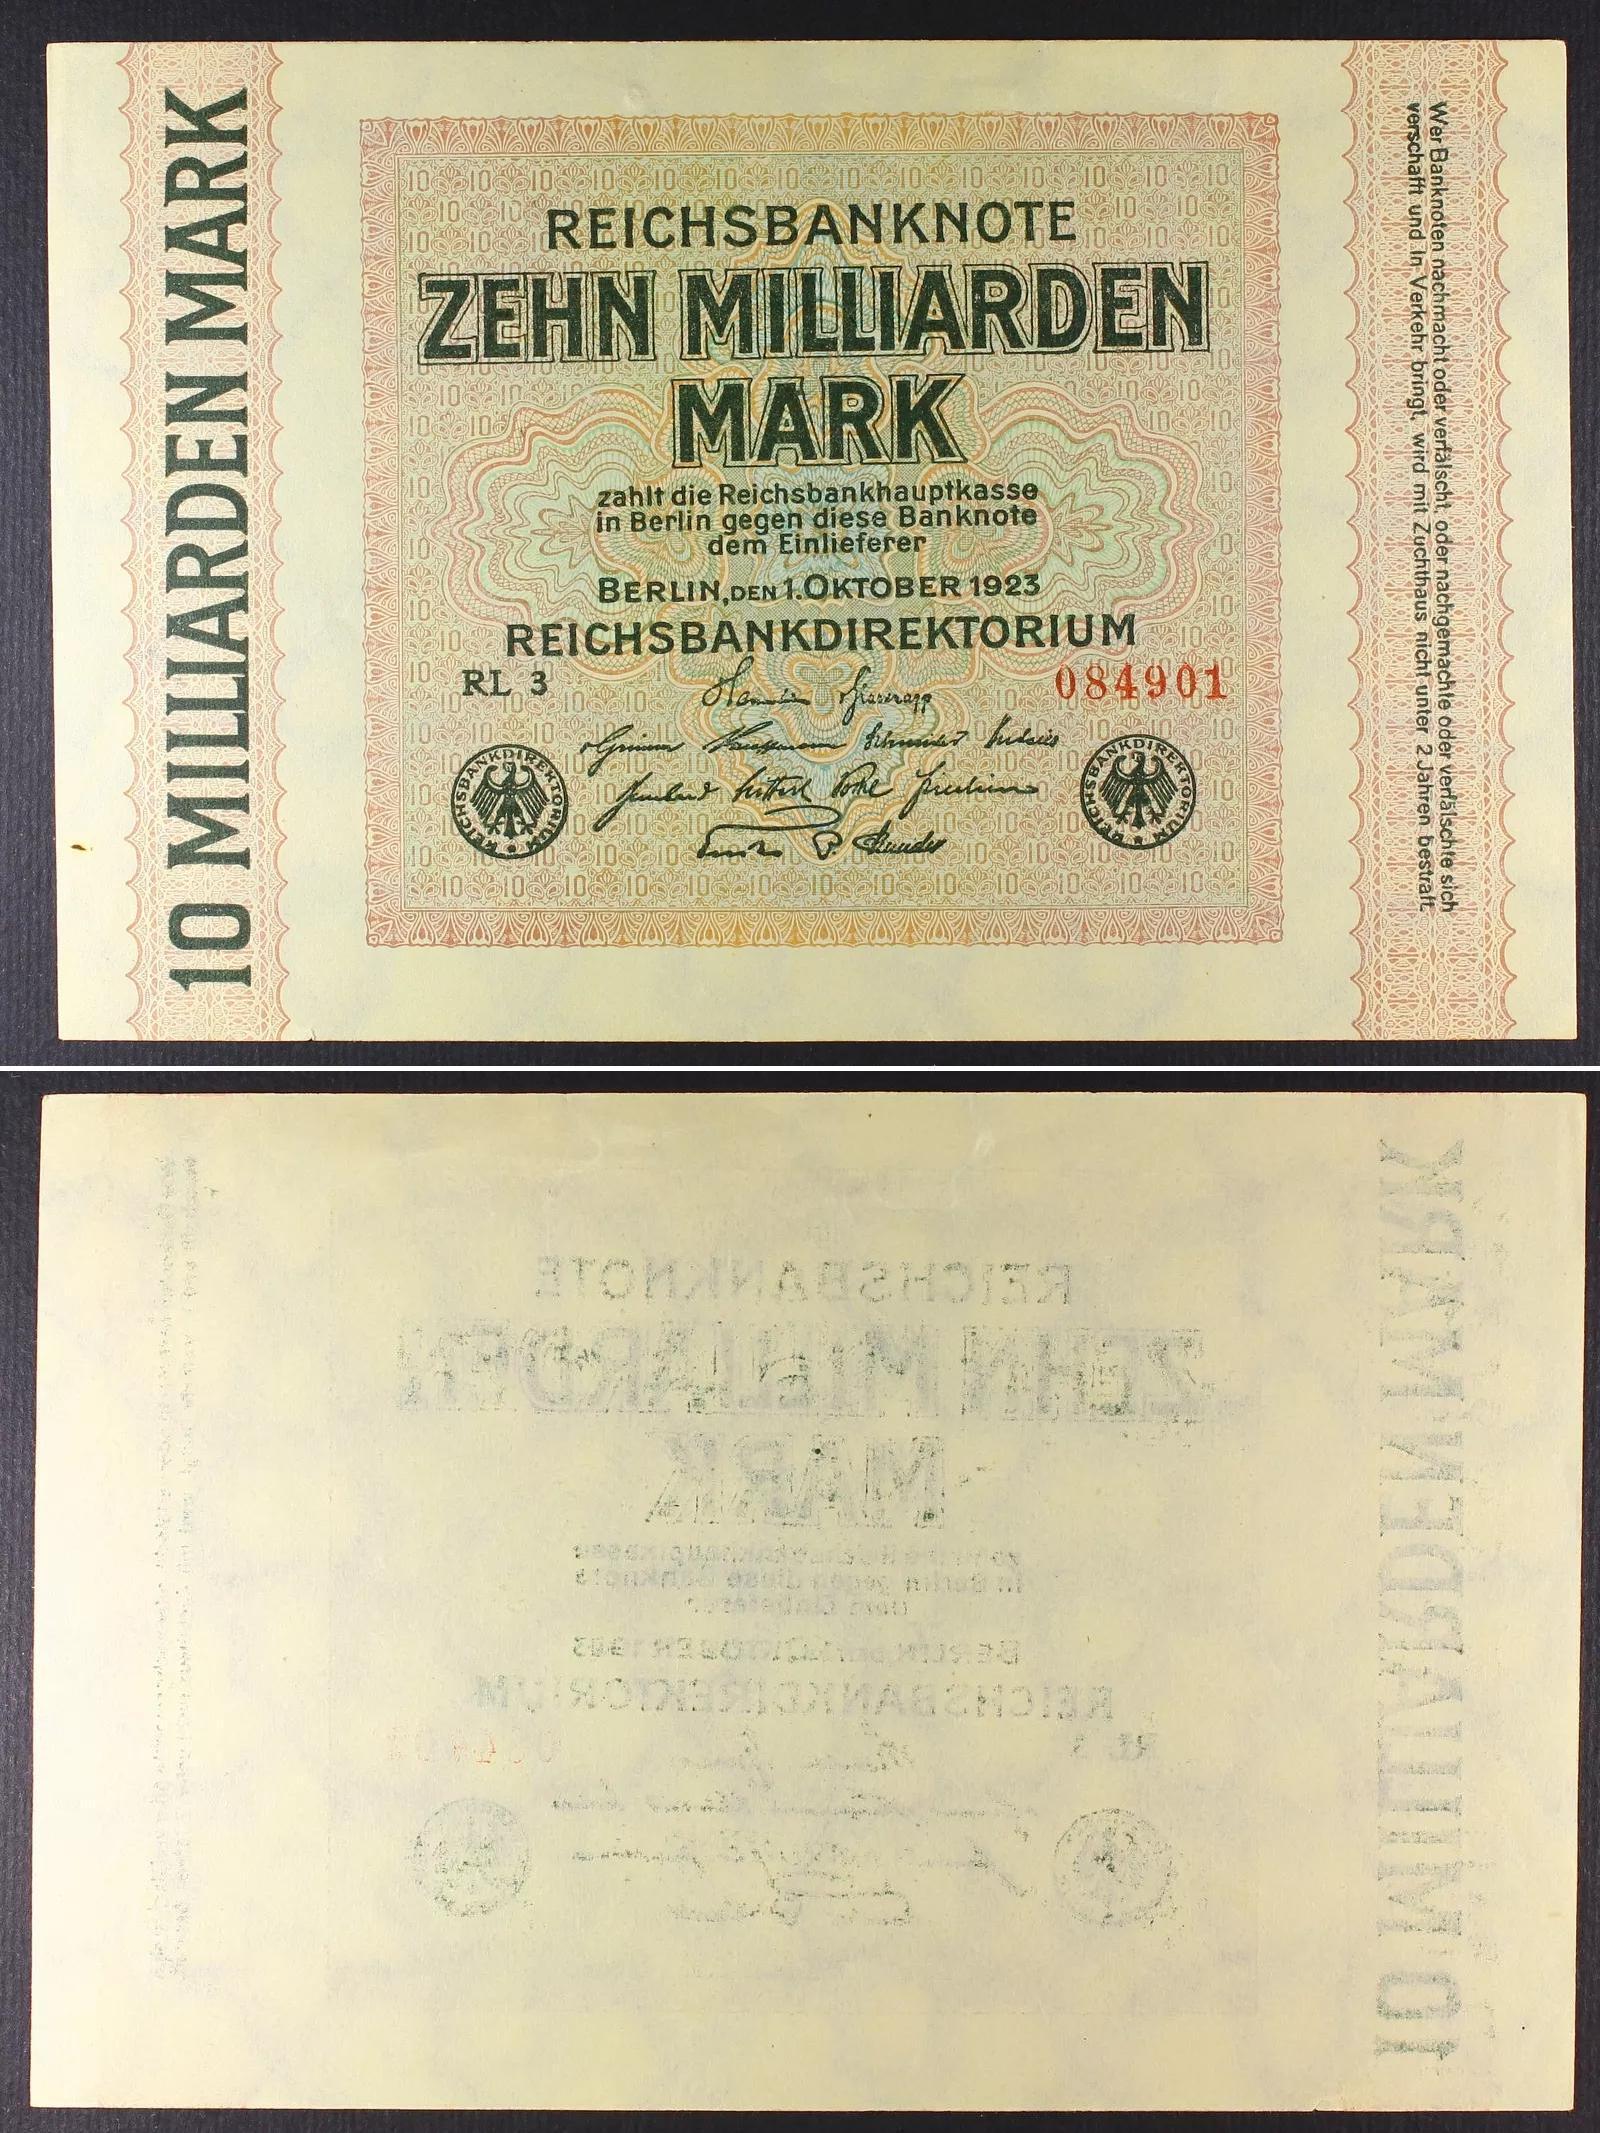 10 MILLIARDEN MARK
REICHSBANKNOTE
ZEHN MILLIARDEN
MARK
zahlt die Reichsbankhauptkasse
in Berlin gegen diese Banknote
dem Einlieferer
BERLIN, DEN 1. OKTOBER 1923
REICHSBANKDIREKTORIUM
RL 3
084901
REICHSBANKDIREKTORIUM
REICHSBANKDIREKTORIUM
Wer Banknoten nachmacht oder verfälscht, oder nachgemachte oder verfälschte sich
verschafft und in Verkehr bringt, wird mit Zuchthaus nicht unter 2 Jahren bestraft.